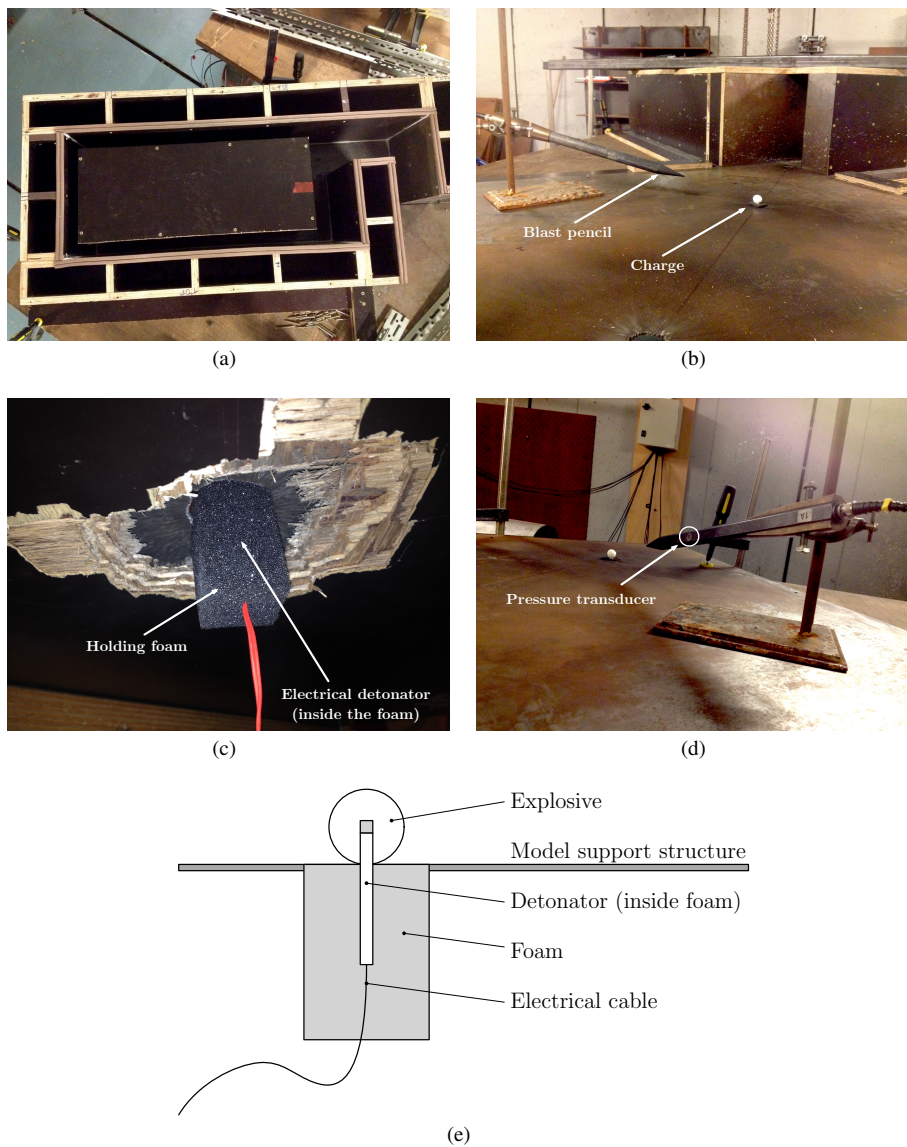 (a)
Blast pencil
Charge
(b)
Holding foam
Electrical detonator
(inside the foam)
(c)
Pressure transducer
(d)
Explosive
Model support structure
Detonator (inside foam)
Foam
Electrical cable
(e)